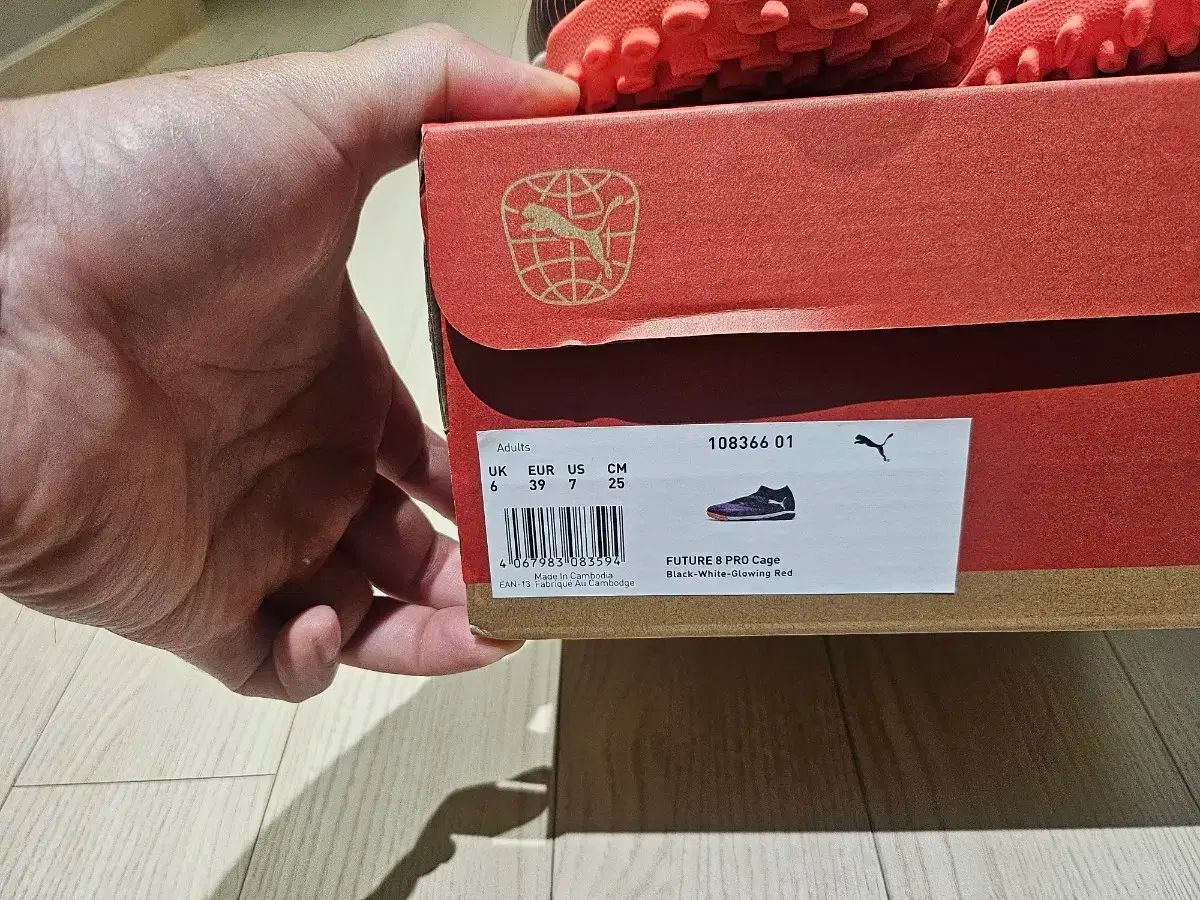 Adults
108366 01
UK EUR US CM
6 39 7 25
4 067983 083594
Made In Cambodia
EAN-13 Fabriqué Au Cambodge
FUTURE 8 PRO Cage
Black-White-Glowing Red